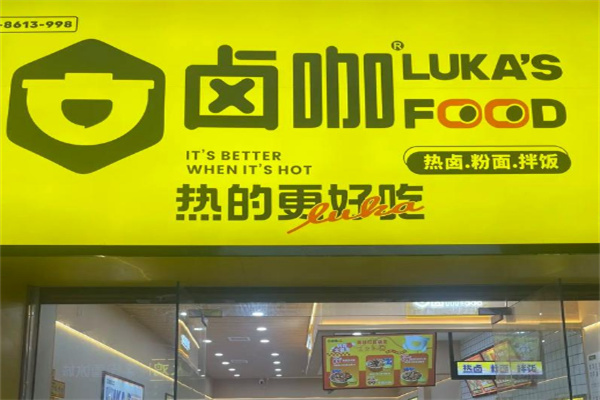 -8613-998
卤咖®
LUKA'S
FOOD
IT'S BETTER
WHEN IT'S HOT
热卤.粉面.拌饭
热的更好吃
luka
热卤 粉面 拌饭